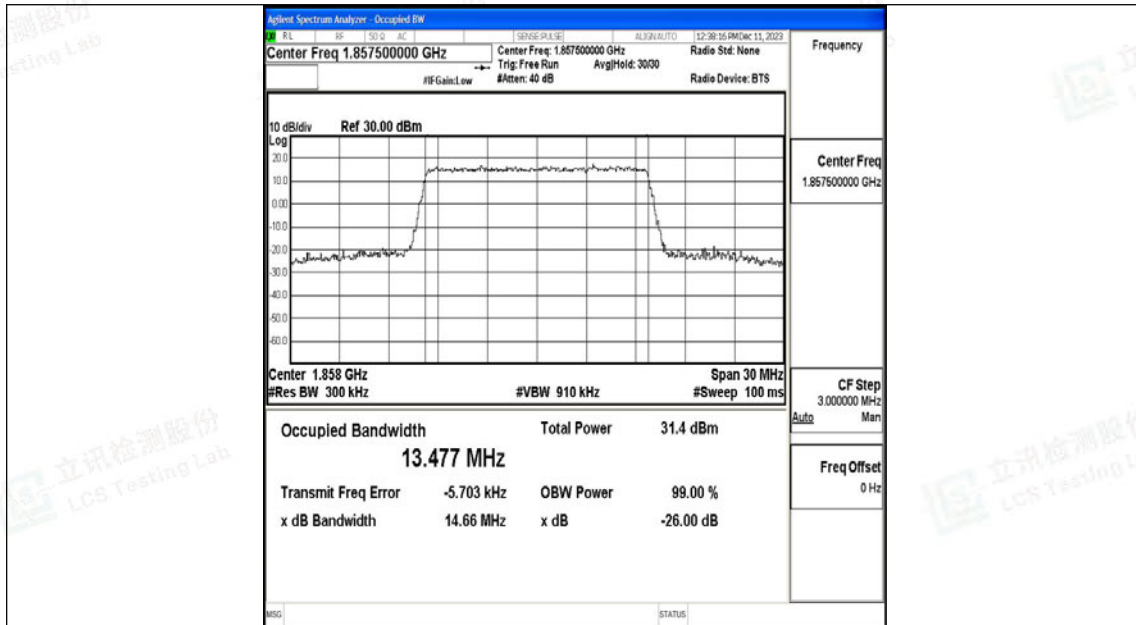 Agilent Spectrum Analyzer - Occupied BW
RL RF 50 Ω AC SENSE:PULSE ALIGNAUTO 12:38:16 PM Dec 11, 2023
Center Freq 1.857500000 GHz
Center Freq: 1.857500000 GHz
Radio Std: None
Trig: Free Run Avg|Hold: 30/30
#IFGain:Low
#Atten: 40 dB
Radio Device: BTS
10 dB/div Ref 30.00 dBm
Log
20.0
10.0
0.00
-10.0
-20.0
-30.0
-40.0
-50.0
-60.0
Center 1.858 GHz
Span 30 MHz
#Res BW 300 kHz
#VBW 910 kHz
#Sweep 100 ms
Occupied Bandwidth
Total Power 31.4 dBm
13.477 MHz
Transmit Freq Error -5.703 kHz
OBW Power 99.00 %
x dB Bandwidth 14.66 MHz
x dB -26.00 dB
MSG
STATUS
Frequency
Center Freq
1.857500000 GHz
CF Step
3.000000 MHz
Auto Man
Freq Offset
0 Hz
立讯检测股份
LCS Testing Lab
立讯检测股份